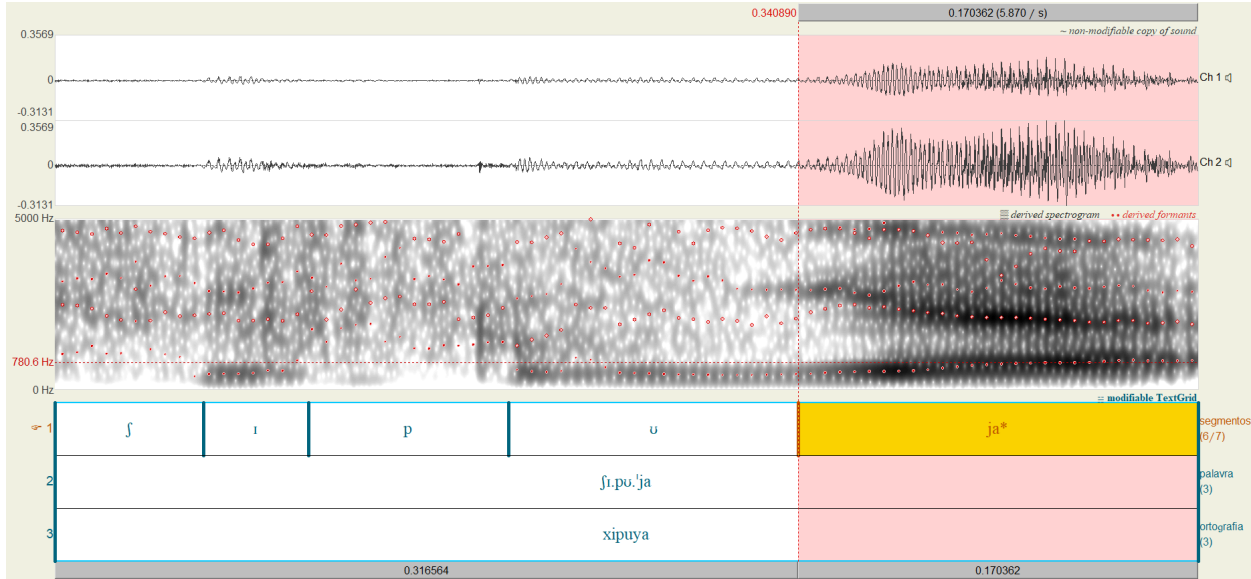 0.340890 0.170362 (5.870 / s)
~ non-modifiable copy of sound
0.3569
0
-0.3131
Ch 1
0.3569
0
-0.3131
Ch 2
5000 Hz
derived spectrogram •• derived formants
780.6 Hz
0 Hz
modifiable TextGrid
1 ʃ ɪ p ʊ ja* segmentos (6/7)
2 ʃɪ.pʊ.ˈja palavra (3)
3 xipuya ortografia (3)
0.316564 0.170362